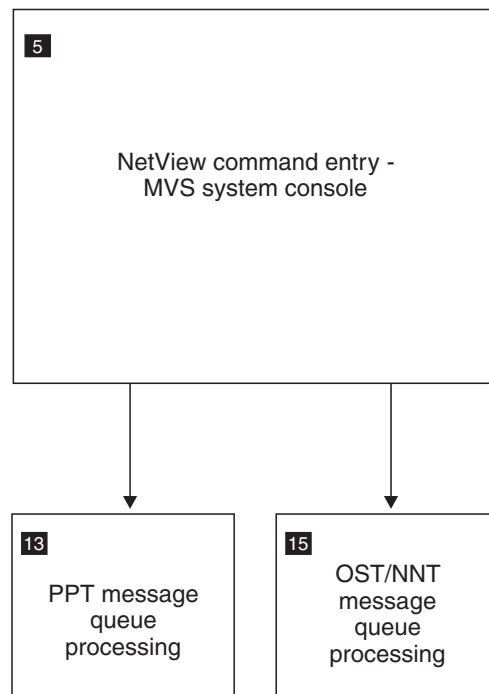 5
NetView command entry -
MVS system console
13
PPT message
queue
processing
15
OST/NNT
message
queue
processing